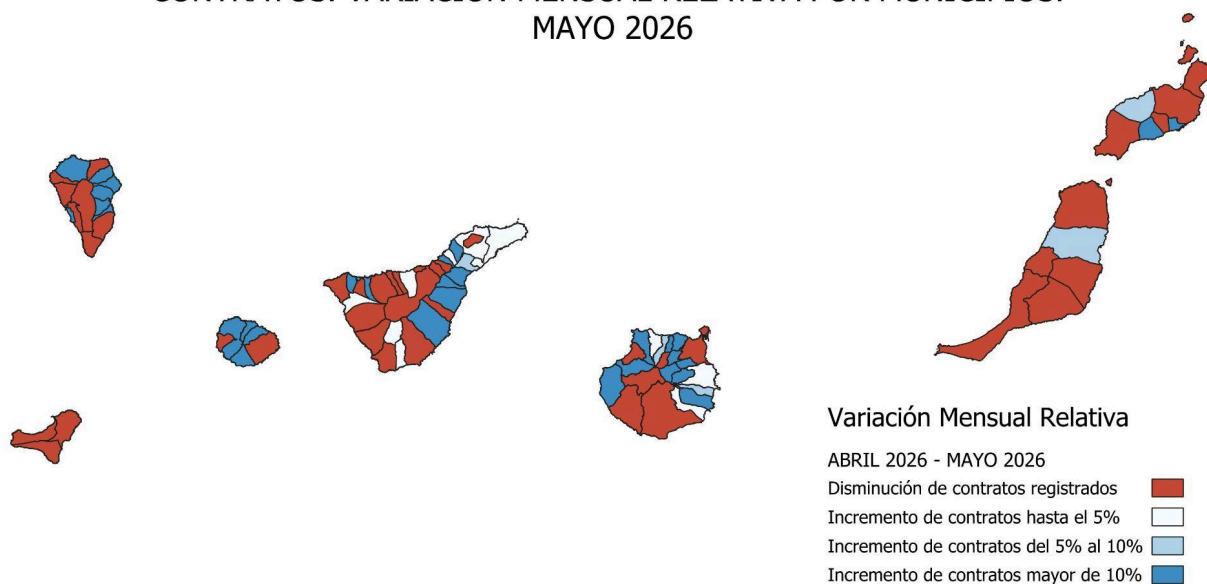 CONTRATOS. VARIACIÓN MENSUAL RELATIVA POR MUNICIPIOS.
MAYO 2026
Variación Mensual Relativa
ABRIL 2026 - MAYO 2026
Disminución de contratos registrados
Incremento de contratos hasta el 5%
Incremento de contratos del 5% al 10%
Incremento de contratos mayor de 10%